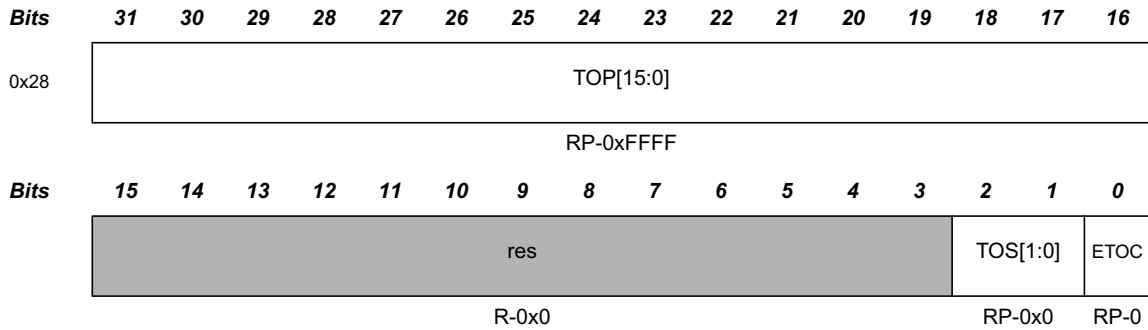 Bits 31 30 29 28 27 26 25 24 23 22 21 20 19 18 17 16
0x28 TOP[15:0]
RP-0xFFFF
Bits 15 14 13 12 11 10 9 8 7 6 5 4 3 2 1 0
res TOS[1:0] ETOC
R-0x0 RP-0x0 RP-0